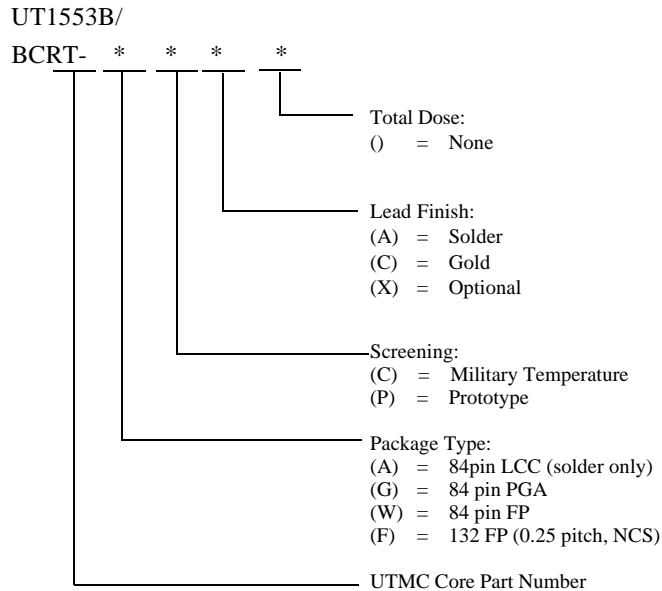 UT1553B/
BCRT- * * * *
Total Dose:
() = None
Lead Finish:
(A) = Solder
(C) = Gold
(X) = Optional
Screening:
(C) = Military Temperature
(P) = Prototype
Package Type:
(A) = 84pin LCC (solder only)
(G) = 84 pin PGA
(W) = 84 pin FP
(F) = 132 FP (0.25 pitch, NCS)
UTMC Core Part Number